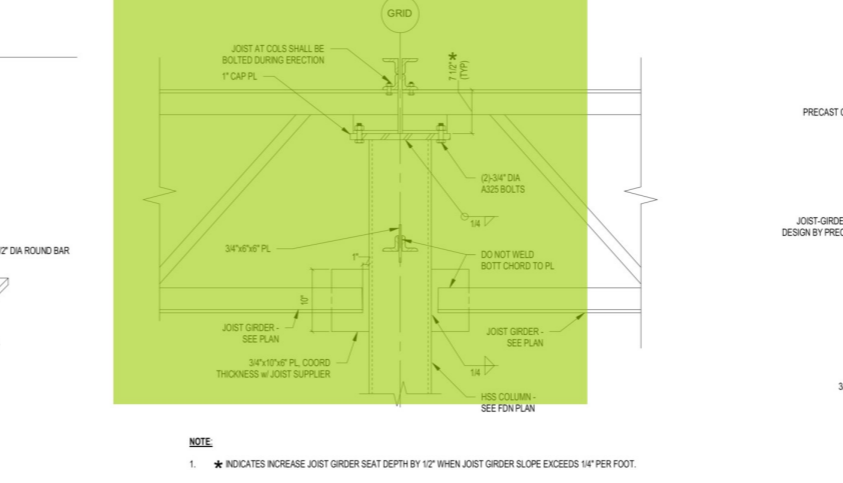 GRID
JOIST AT COLS SHALL BE
BOLTED DURING ERECTION
1" CAP PL
7 1/2" ★
(TYP)
PRECAST
(2)-3/4" DIA
A325 BOLTS
1/4
JOIST-GIRDE
DESIGN BY PREC
2" DIA ROUND BAR
3/4"x6"x6" PL
1"
DO NOT WELD
BOTT CHORD TO PL
10"
JOIST GIRDER -
SEE PLAN
JOIST GIRDER -
SEE PLAN
3/4"x10"x6" PL, COORD
THICKNESS w/ JOIST SUPPLIER
1/4
3
HSS COLUMN -
SEE FDN PLAN
NOTE:
1. ★ INDICATES INCREASE JOIST GIRDER SEAT DEPTH BY 1/2" WHEN JOIST GIRDER SLOPE EXCEEDS 1/4" PER FOOT.